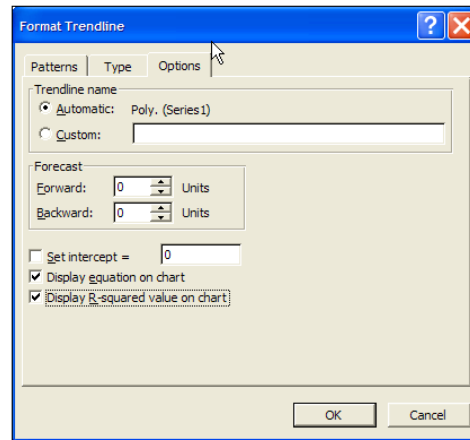 Format Trendline
Patterns Type Options
Trendline name
Automatic: Poly. (Series1)
Custom:
Forecast
Forward: 0 Units
Backward: 0 Units
Set intercept = 0
Display equation on chart
Display R-squared value on chart
OK Cancel